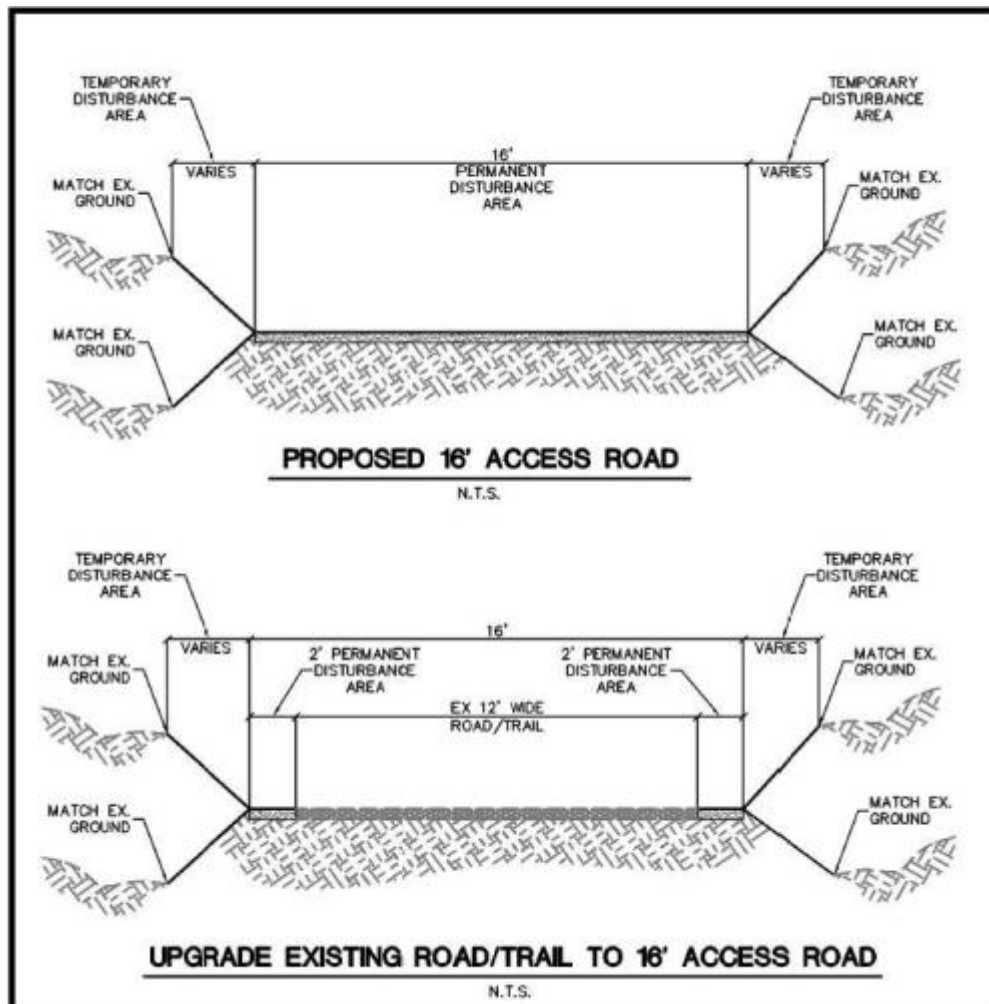 TEMPORARY
DISTURBANCE
AREA
TEMPORARY
DISTURBANCE
AREA
VARIES
16'
PERMANENT
DISTURBANCE
AREA
VARIES
MATCH EX.
GROUND
MATCH EX.
GROUND
MATCH EX.
GROUND
MATCH EX.
GROUND
PROPOSED 16' ACCESS ROAD
N.T.S.
TEMPORARY
DISTURBANCE
AREA
TEMPORARY
DISTURBANCE
AREA
VARIES
16'
VARIES
MATCH EX.
GROUND
2' PERMANENT
DISTURBANCE
AREA
2' PERMANENT
DISTURBANCE
AREA
MATCH EX.
GROUND
EX 12' WIDE
ROAD/TRAIL
MATCH EX.
GROUND
MATCH EX.
GROUND
UPGRADE EXISTING ROAD/TRAIL TO 16' ACCESS ROAD
N.T.S.